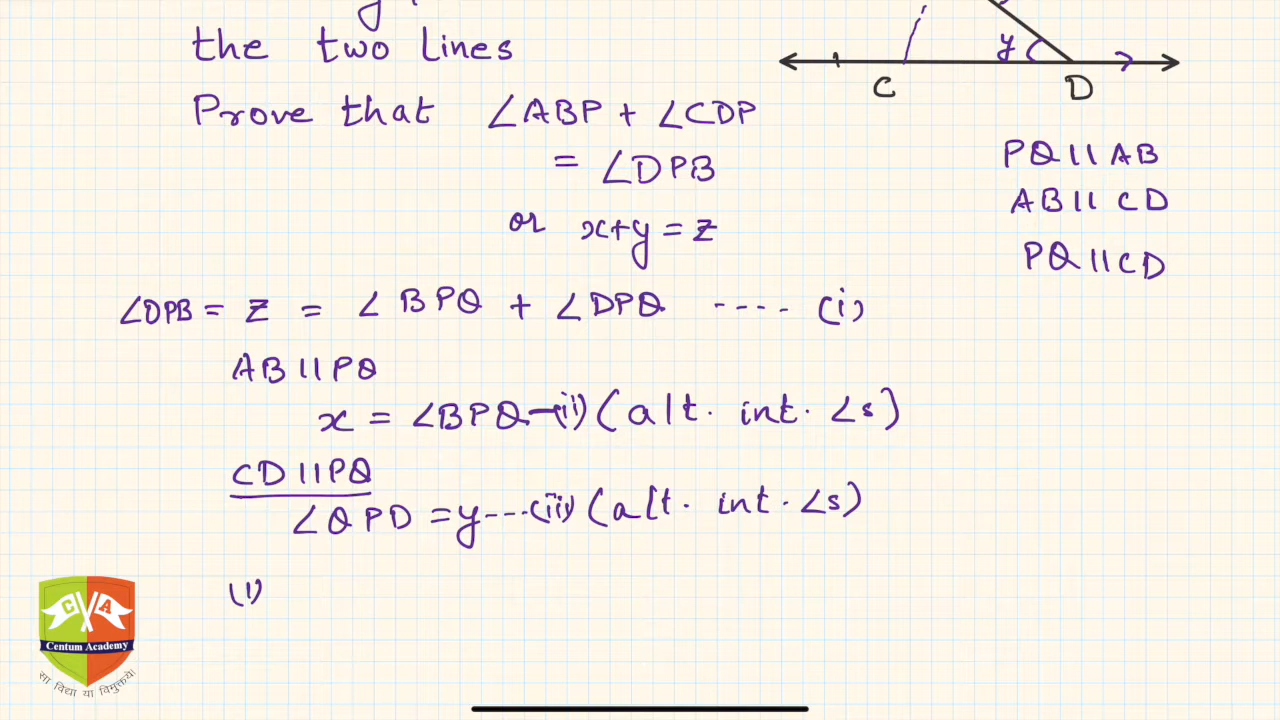 the two lines
y
C
D
Prove that ∠ABP + ∠CDP
= ∠DPB
or x+y = z
PQ || AB
AB || CD
PQ || CD
∠DPB = z = ∠BPQ + ∠DPQ ---- (i)
AB || PQ
x = ∠BPQ —(ii) (alt. int. ∠s)
CD || PQ
∠QPD = y ---(iii) (alt. int. ∠s)
(i)
C A
Centum Academy
सा विद्या या विमुक्तये।